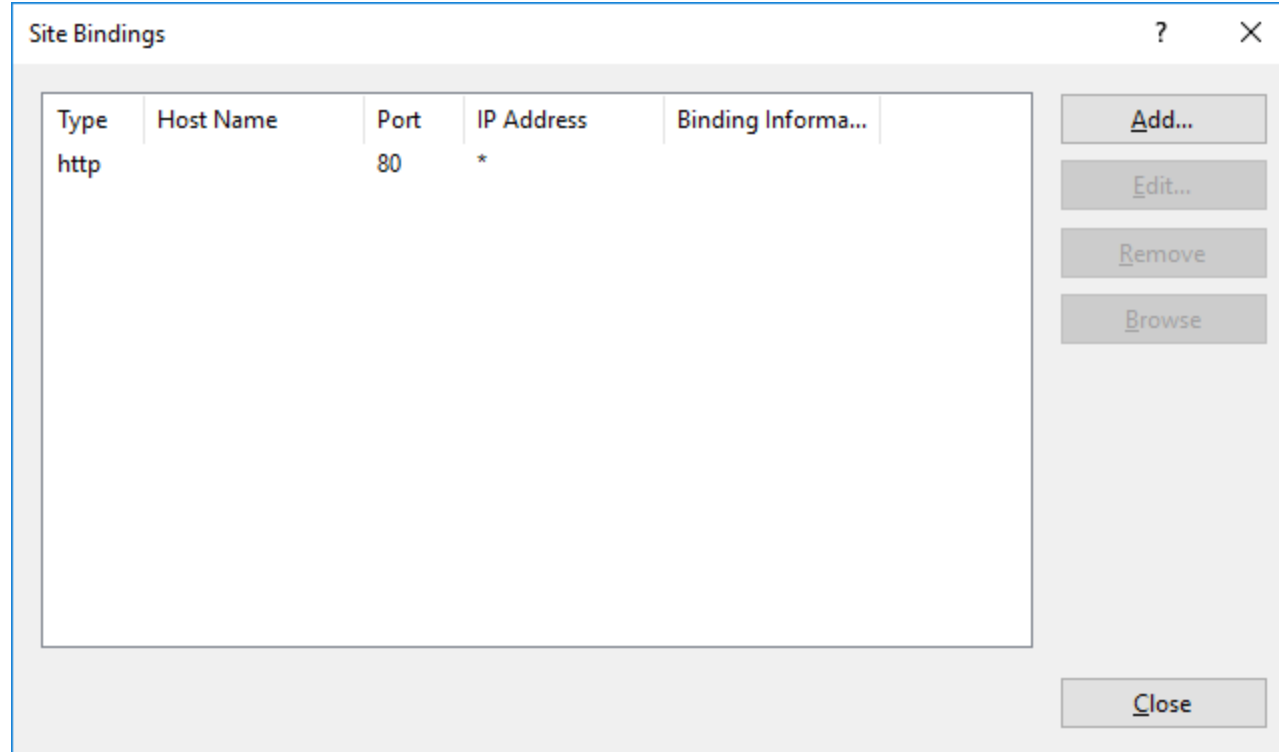 Site Bindings ?
Type Host Name Port IP Address Binding Informa...
http 80 *
Add...
Edit...
Remove
Browse
Close